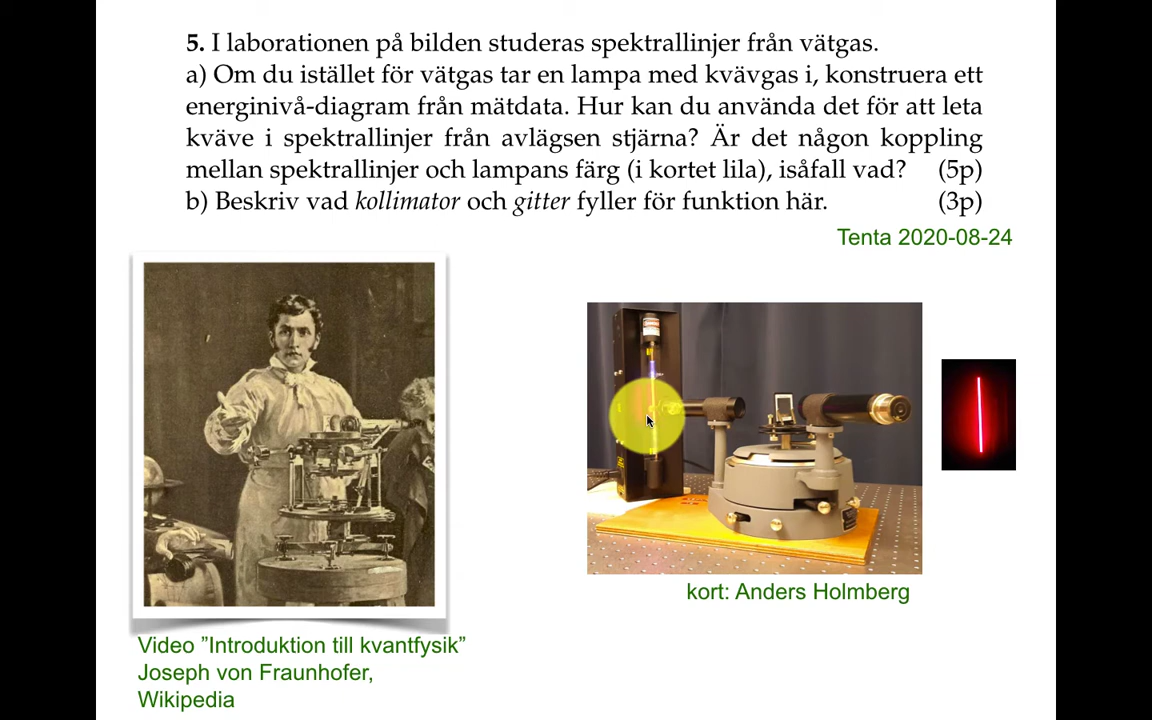 5. I laborationen på bilden studeras spektrallinjer från vätgas.
a) Om du istället för vätgas tar en lampa med kvävgas i, konstruera ett
energinivå-diagram från mätdata. Hur kan du använda det för att leta
kväve i spektrallinjer från avlägsen stjärna? Är det någon koppling
mellan spektrallinjer och lampans färg (i kortet lila), isåfall vad? (5p)
b) Beskriv vad kollimator och gitter fyller för funktion här. (3p)
Tenta 2020-08-24
kort: Anders Holmberg
Video ”Introduktion till kvantfysik”
Joseph von Fraunhofer,
Wikipedia